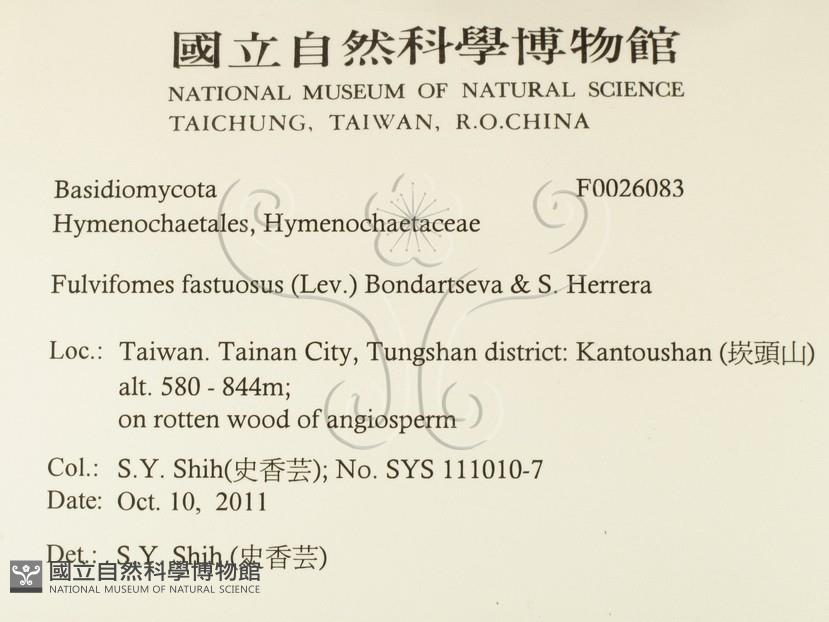 國立自然科學博物館
NATIONAL MUSEUM OF NATURAL SCIENCE
TAICHUNG, TAIWAN, R.O.CHINA
Basidiomycota F0026083
Hymenochaetales, Hymenochaetaceae
Fulvifomes fastuosus (Lev.) Bondartseva & S. Herrera
Loc.: Taiwan. Tainan City, Tungshan district: Kantoushan (崁頭山)
alt. 580 - 844m;
on rotten wood of angiosperm
Col.: S.Y. Shih(史香芸); No. SYS 111010-7
Date: Oct. 10, 2011
Det.: S.Y. Shih (史香芸)
國立自然科學博物館
NATIONAL MUSEUM OF NATURAL SCIENCE